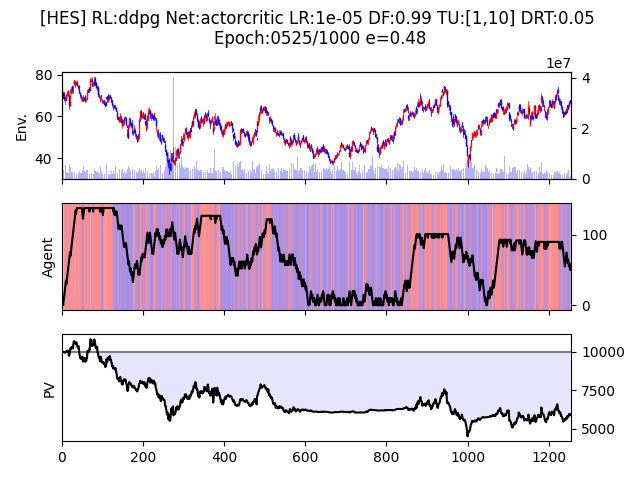 [HES] RL:ddpg Net:actorcritic LR:1e-05 DF:0.99 TU:[1,10] DRT:0.05
Epoch:0525/1000 e=0.48
1e7
80
60
40
Env.
4
2
0
Agent
100
0
PV
10000
7500
5000
0 200 400 600 800 1000 1200